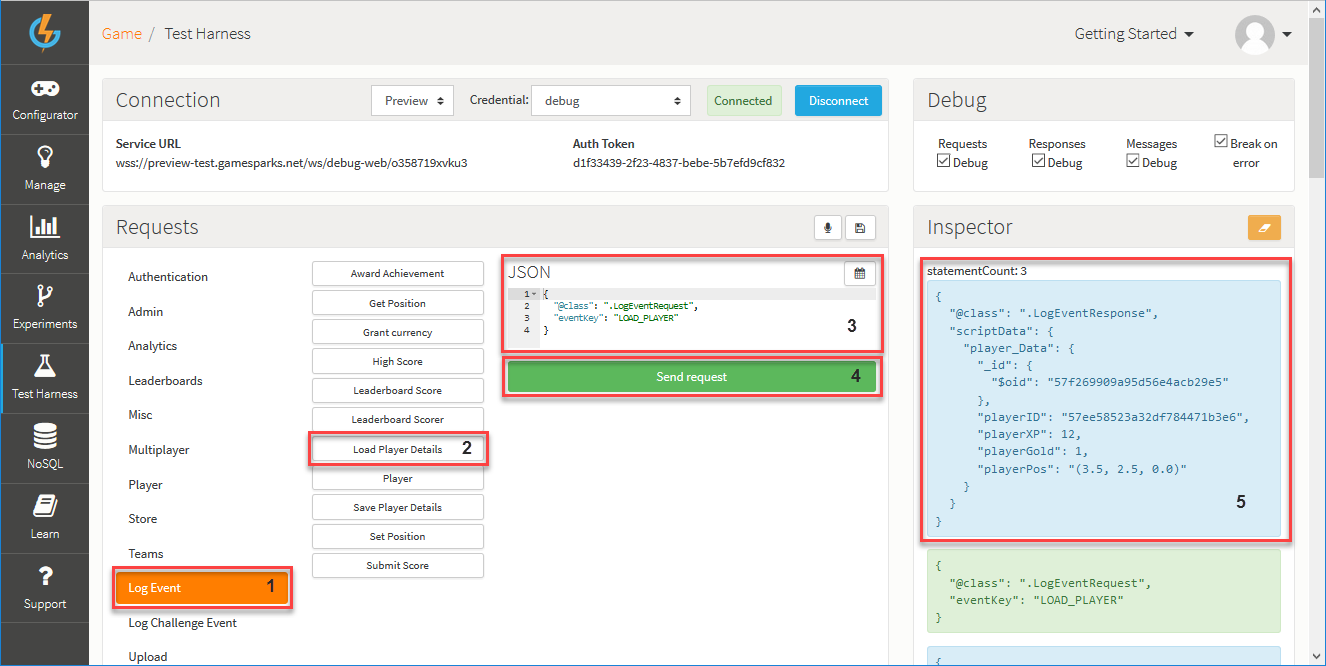 Game / Test Harness
Getting Started
Configurator
Manage
Analytics
Experiments
Test Harness
NoSQL
Learn
? Support
Connection
Preview
Credential:
debug
Connected
Disconnect
Service URL
wss://preview-test.gamesparks.net/ws/debug-web/o358719xvku3
Auth Token
d1f33439-2f23-4837-bebe-5b7efd9cf832
Debug
Requests
Debug
Responses
Debug
Messages
Debug
Break on
error
Requests
Authentication
Admin
Analytics
Leaderboards
Misc
Multiplayer
Player
Store
Teams
Log Event 1
Log Challenge Event
Upload
Award Achievement
Get Position
Grant currency
High Score
Leaderboard Score
Leaderboard Scorer
Load Player Details 2
Player
Save Player Details
Set Position
Submit Score
JSON
1 {
2 "@class": ".LogEventRequest",
3 "eventKey": "LOAD_PLAYER"
4 }
3
Send request 4
Inspector
statementCount: 3
{
"@class": ".LogEventResponse",
"scriptData": {
"player_Data": {
"_id": {
"$oid": "57f269909a95d56e4acb29e5"
},
"playerID": "57ee58523a32df784471b3e6",
"playerXP": 12,
"playerGold": 1,
"playerPos": "(3.5, 2.5, 0.0)"
}
}
}
5
{
"@class": ".LogEventRequest",
"eventKey": "LOAD_PLAYER"
}
{